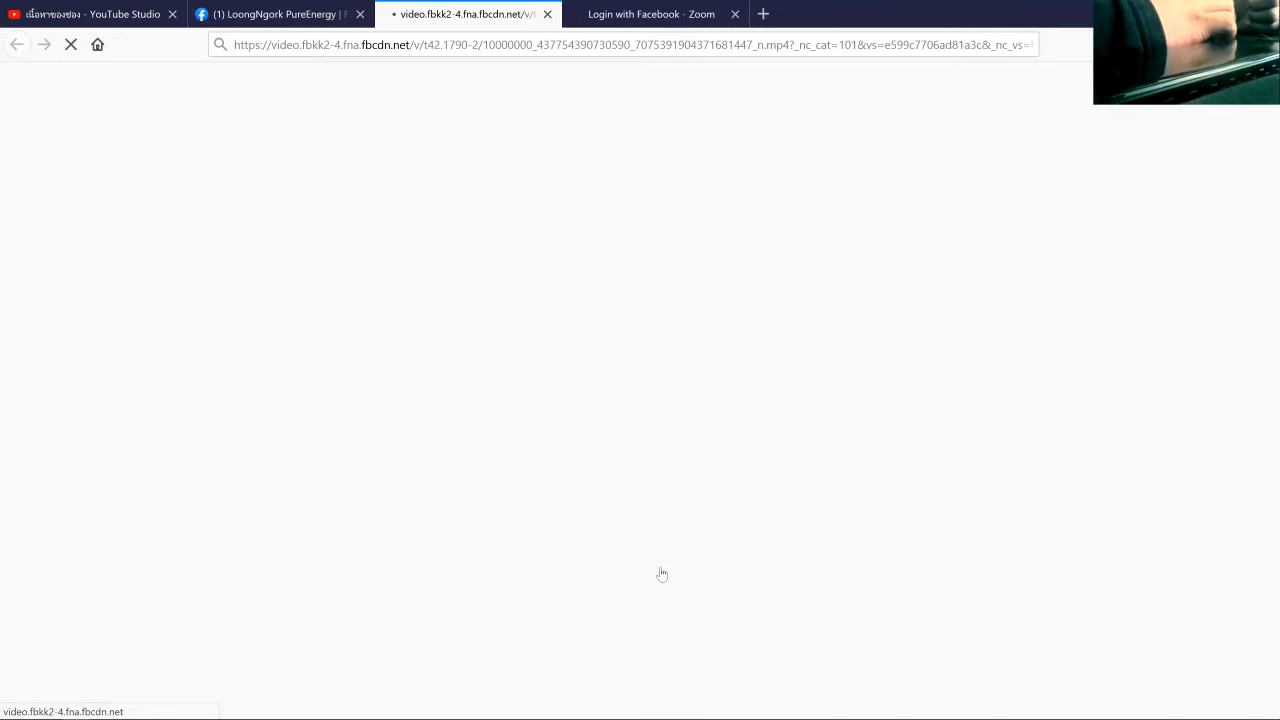 เนื้อหาของช่อง - YouTube Studio
(1) LoongNgork PureEnergy | F
video.fbkk2-4.fna.fbcdn.net/v/t
Login with Facebook - Zoom
https://video.fbkk2-4.fna.fbcdn.net/v/t42.1790-2/10000000_437754390730590_7075391904371681447_n.mp4?_nc_cat=101&vs=e599c7706ad81a3c&_nc_vs=
video.fbkk2-4.fna.fbcdn.net